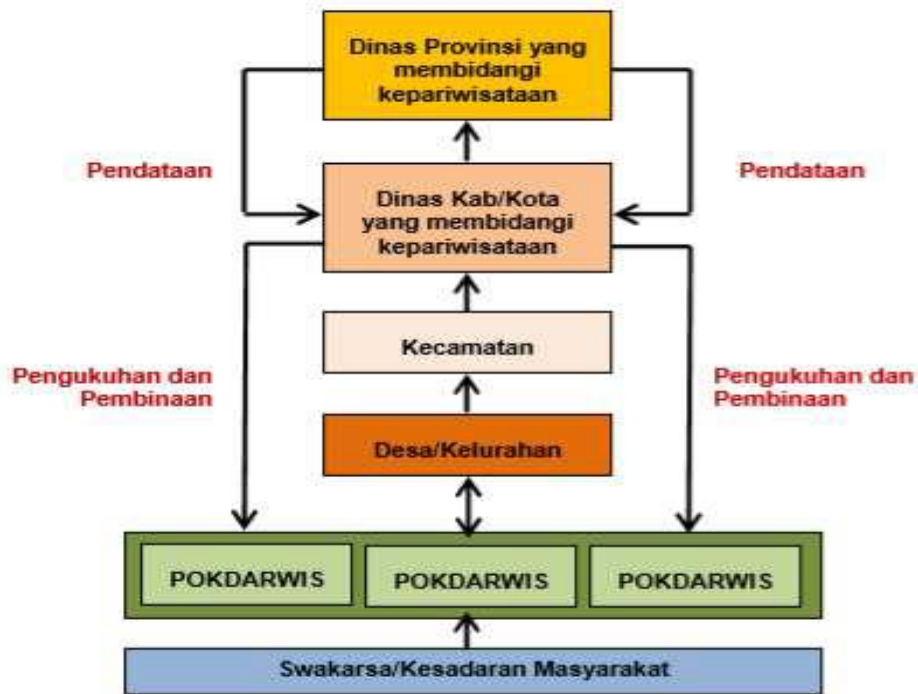 Dinas Provinsi yang
membidangi
kepariwisataan
Pendataan
Pendataan
Dinas Kab/Kota
yang membidangi
kepariwisataan
Kecamatan
Pengukuhan dan
Pembinaan
Pengukuhan dan
Pembinaan
Desa/Kelurahan
POKDARWIS
POKDARWIS
POKDARWIS
Swakarsa/Kesadaran Masyarakat